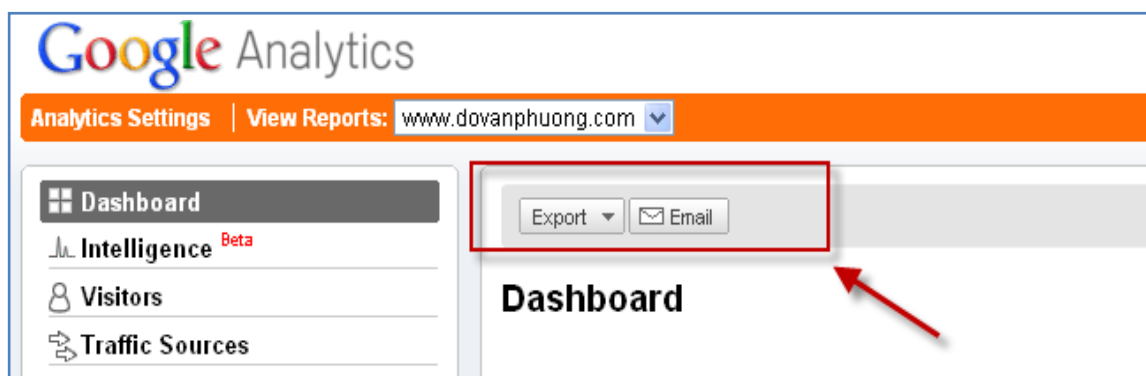 Google Analytics
Analytics Settings | View Reports: www.dovanphuong.com
Dashboard
Intelligence Beta
Visitors
Traffic Sources
Export Email
Dashboard